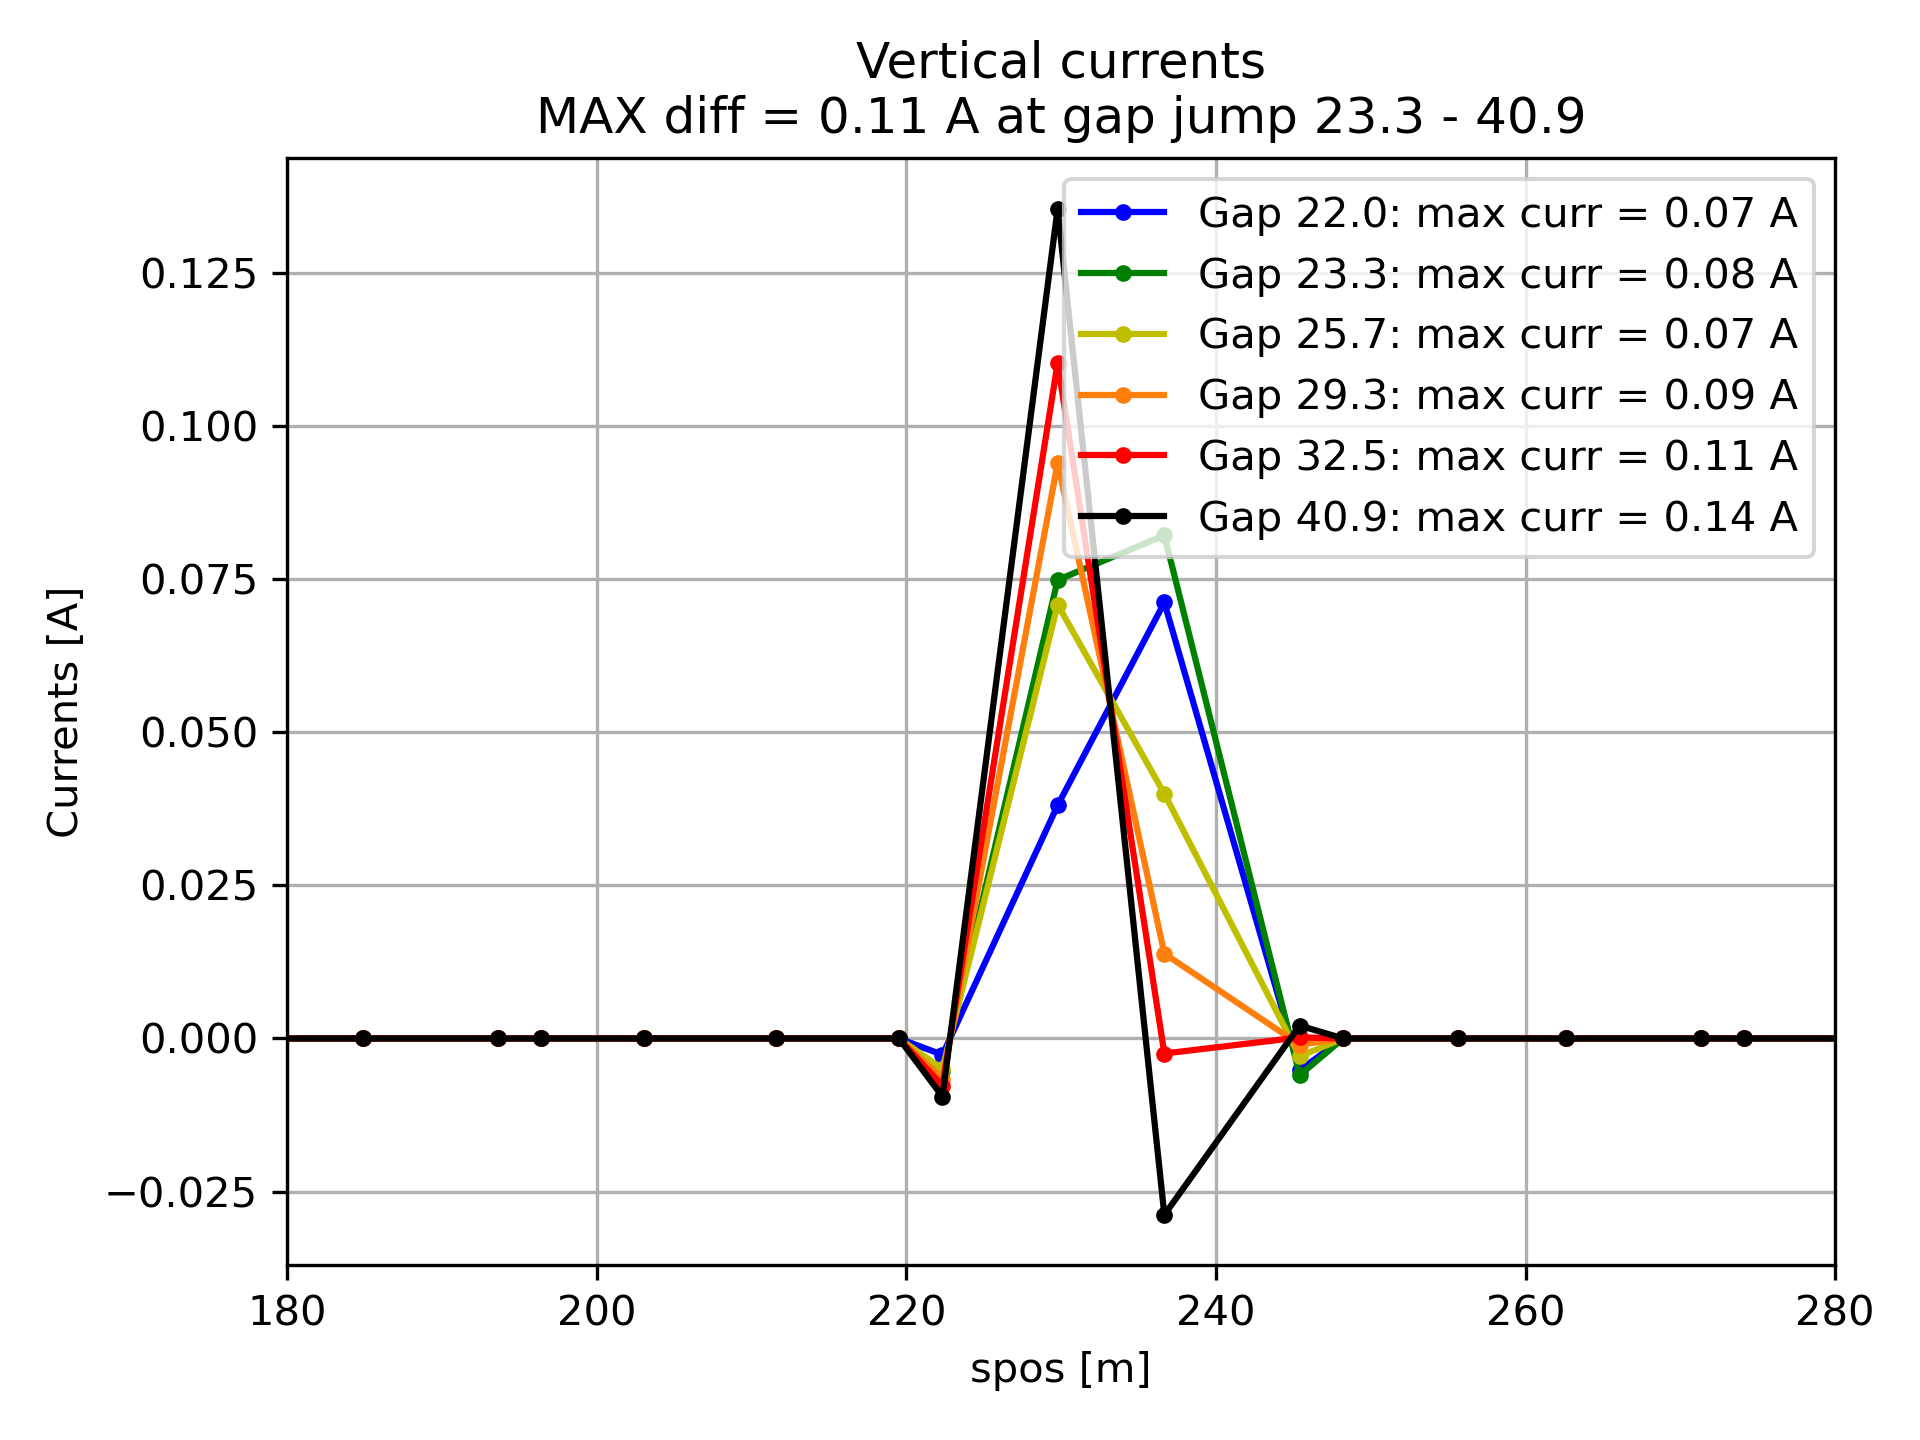 Vertical currents
MAX diff = 0.11 A at gap jump 23.3 - 40.9
Gap 22.0: max curr = 0.07 A
Gap 23.3: max curr = 0.08 A
Gap 25.7: max curr = 0.07 A
Gap 29.3: max curr = 0.09 A
Gap 32.5: max curr = 0.11 A
Gap 40.9: max curr = 0.14 A
Currents [A]
0.125
0.100
0.075
0.050
0.025
0.000
−0.025
180 200 220 240 260 280
spos [m]